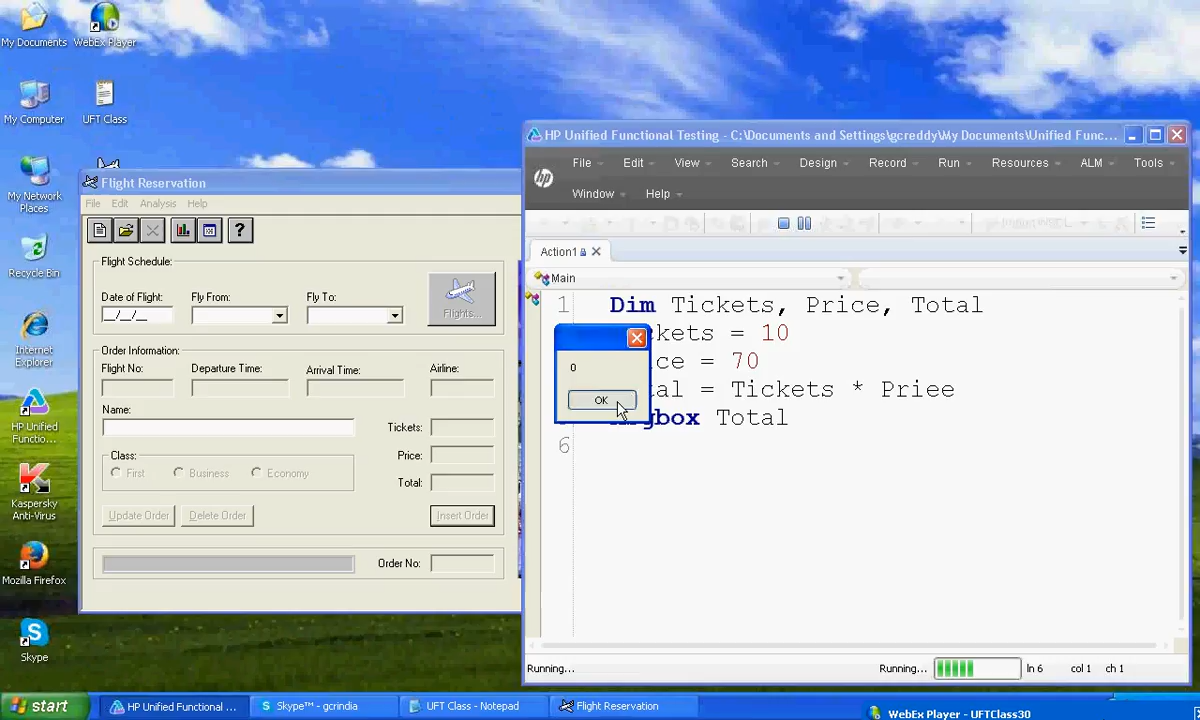 My Documents
WebEx Player
My Computer
UFT Class
My Network
Places
Recycle Bin
Internet
Explorer
HP Unified
Functio...
Kaspersky
Anti-Virus
Mozilla Firefox
Skype
Flight Reservation
File Edit Analysis Help
?
Flight Schedule:
Date of Flight: Fly From: Fly To:
__/__/__
Flights...
Order Information:
Flight No: Departure Time: Arrival Time: Airline:
Name:
Tickets:
Class:
First Business Economy
Price:
Total:
Update Order Delete Order Insert Order
Order No:
HP Unified Functional Testing - C:\Documents and Settings\gcreddy\My Documents\Unified Func...
hp
File Edit View Search Design Record Run Resources ALM Tools
Window Help
Action1
Main
1 Dim Tickets, Price, Total
kets = 10
ce = 70
al = Tickets * Priee
box Total
6
0
OK
Running... Running... ln 6 col 1 ch 1
start HP Unified Functional ... Skype™ - gcrindia UFT Class - Notepad Flight Reservation
WebEx Player - UFTClass30